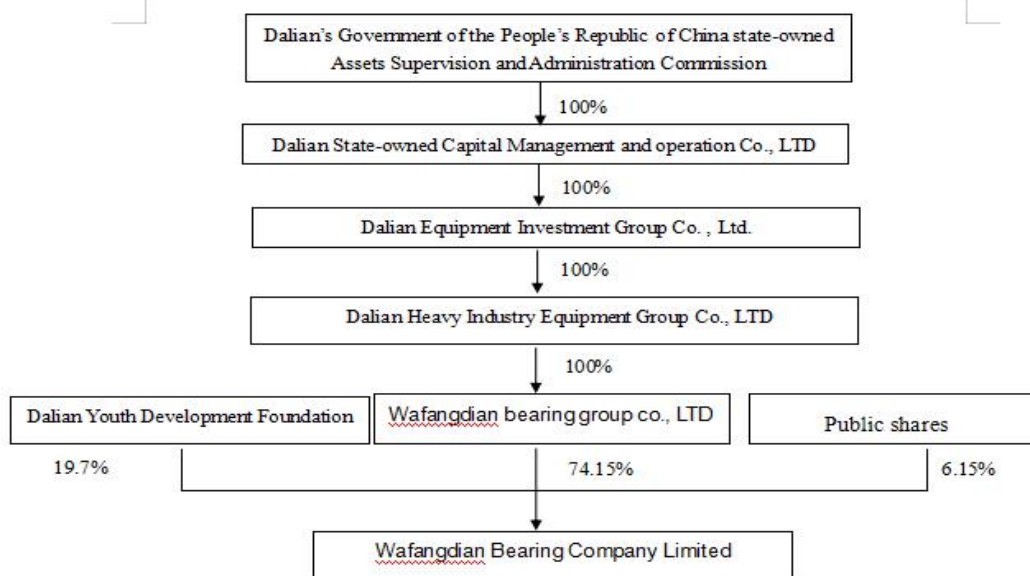 Dalian's Government of the People's Republic of China state-owned
Assets Supervision and Administration Commission
100%
Dalian State-owned Capital Management and operation Co., LTD
100%
Dalian Equipment Investment Group Co. , Ltd.
100%
Dalian Heavy Industry Equipment Group Co., LTD
100%
Dalian Youth Development Foundation
Wafangdian bearing group co., LTD
Public shares
19.7%
74.15%
6.15%
Wafangdian Bearing Company Limited